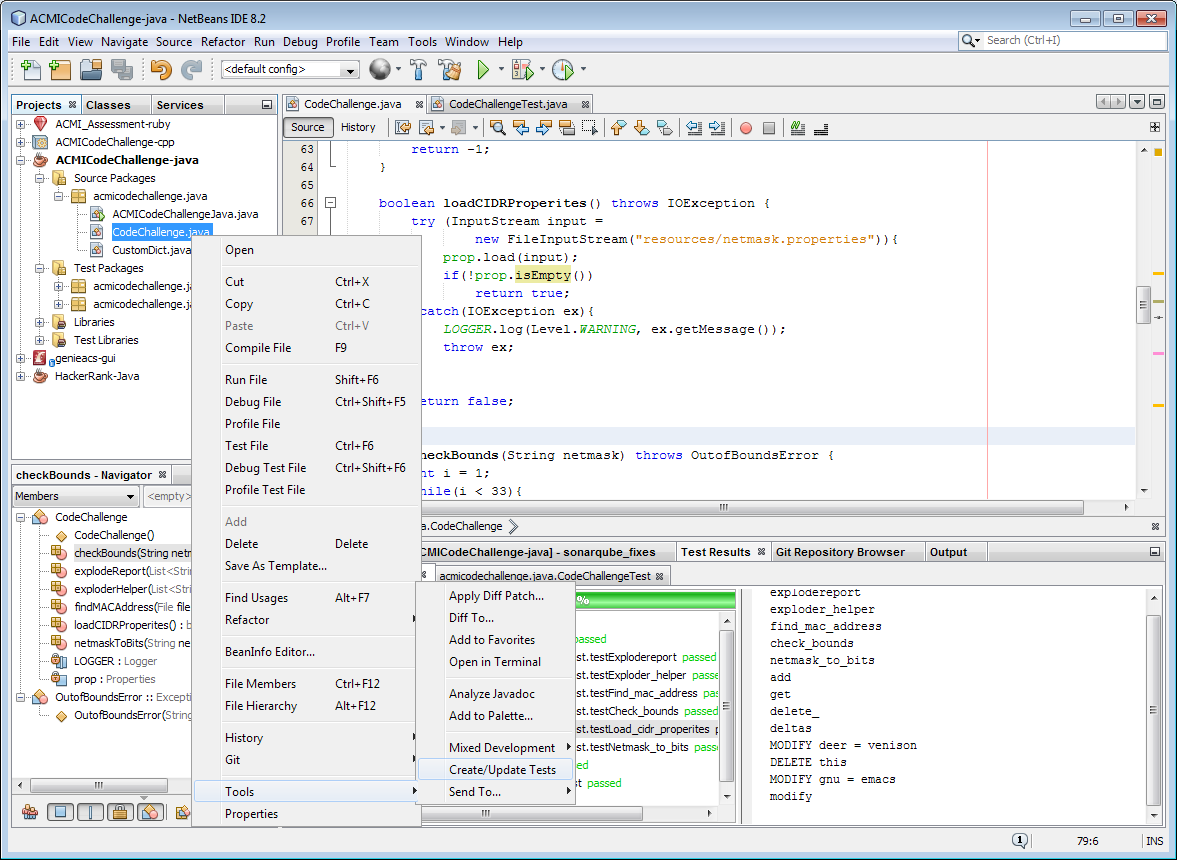 ACMICodeChallenge-java - NetBeans IDE 8.2
File Edit View Navigate Source Refactor Run Debug Profile Team Tools Window Help
Search (Ctrl+I)
<default config>
Projects Classes Services
ACMI_Assessment-ruby
ACMICodeChallenge-cpp
ACMICodeChallenge-java
Source Packages
acmicodechallenge.java
ACMICodeChallengeJava.java
CodeChallenge.java
CustomDict.java
Test Packages
acmicodechallenge.ja
acmicodechallenge.ja
Libraries
Test Libraries
genieacs-gui
HackerRank-Java
CodeChallenge.java CodeChallengeTest.java
Source History
63 return -1;
64 }
65
66 boolean loadCIDRProperites() throws IOException {
67 try (InputStream input =
new FileInputStream("resources/netmask.properties")){
prop.load(input);
if(!prop.isEmpty())
return true;
catch(IOException ex){
LOGGER.log(Level.WARNING, ex.getMessage());
throw ex;
eturn false;
heckBounds(String netmask) throws OutofBoundsError {
nt i = 1;
hile(i < 33){
a.CodeChallenge
Open
Cut Ctrl+X
Copy Ctrl+C
Paste Ctrl+V
Compile File F9
Run File Shift+F6
Debug File Ctrl+Shift+F5
Profile File
Test File Ctrl+F6
Debug Test File Ctrl+Shift+F6
Profile Test File
Add
Delete Delete
Save As Template...
Find Usages Alt+F7
Refactor
BeanInfo Editor...
File Members Ctrl+F12
File Hierarchy Alt+F12
History
Git
Tools
Properties
Apply Diff Patch...
Diff To...
Add to Favorites
Open in Terminal
Analyze Javadoc
Add to Palette...
Mixed Development
Create/Update Tests
Send To...
checkBounds - Navigator
Members <empty>
CodeChallenge
CodeChallenge()
checkBounds(String netm
explodeReport(List<Strin
exploderHelper(List<Stri
findMACAddress(File file
loadCIDRProperites() : b
netmaskToBits(String ne
LOGGER : Logger
prop : Properties
OutofBoundsError :: Excepti
OutofBoundsError(String
CMICodeChallenge-java] - sonarqube_fixes Test Results Git Repository Browser Output
acmicodechallenge.java.CodeChallengeTest
%
passed
st.testExplodereport passed
st.testExploder_helper passed
st.testFind_mac_address pas
st.testCheck_bounds passed
st.testLoad_cidr_properites p
st.testNetmask_to_bits passe
ed
t passed
explodereport
exploder_helper
find_mac_address
check_bounds
netmask_to_bits
add
get
delete_
deltas
MODIFY deer = venison
DELETE this
MODIFY gnu = emacs
modify
1
79:6 INS